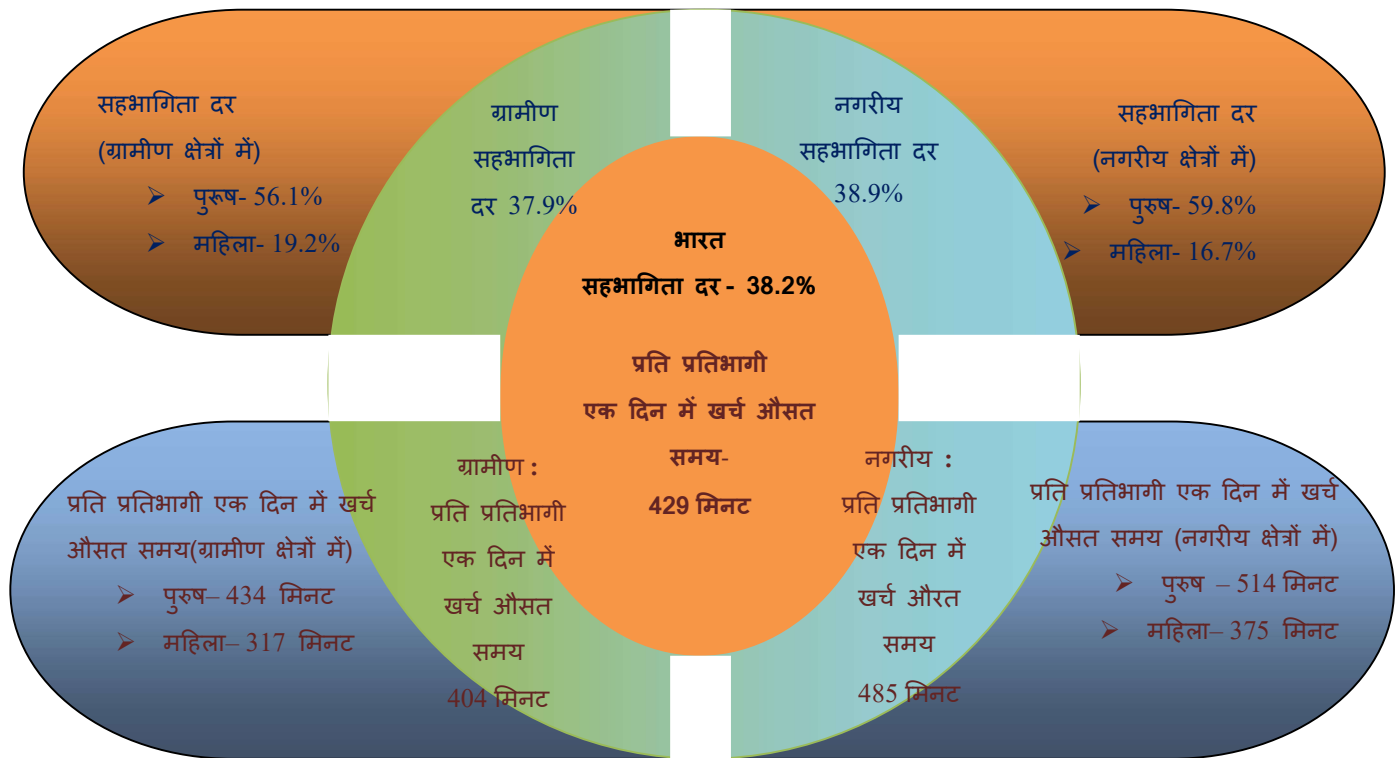 सहभागिता दर
(ग्रामीण क्षेत्रों में)
➢ पुरूष- 56.1%
➢ महिला- 19.2%
ग्रामीण
सहभागिता
दर 37.9%
नगरीय
सहभागिता दर
38.9%
सहभागिता दर
(नगरीय क्षेत्रों में)
➢ पुरुष- 59.8%
➢ महिला- 16.7%
भारत
सहभागिता दर - 38.2%
प्रति प्रतिभागी
एक दिन में खर्च औसत
समय-
429 मिनट
प्रति प्रतिभागी एक दिन में खर्च
औसत समय(ग्रामीण क्षेत्रों में)
➢ पुरुष– 434 मिनट
➢ महिला– 317 मिनट
ग्रामीण :
प्रति प्रतिभागी
एक दिन में
खर्च औसत
समय
404 मिनट
नगरीय :
प्रति प्रतिभागी
एक दिन में
खर्च औरत
समय
485 मिनट
प्रति प्रतिभागी एक दिन में खर्च
औसत समय (नगरीय क्षेत्रों में)
➢ पुरुष – 514 मिनट
➢ महिला– 375 मिनट